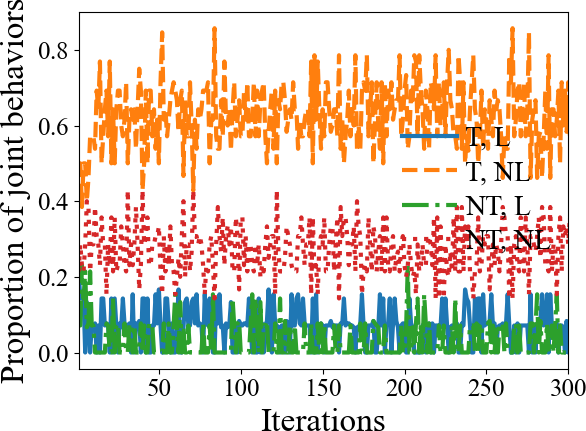 Proportion of joint behaviors
0.8
0.6
0.4
0.2
0.0
T, L
T, NL
NT, L
NT, NL
50
100
150
200
250
300
Iterations